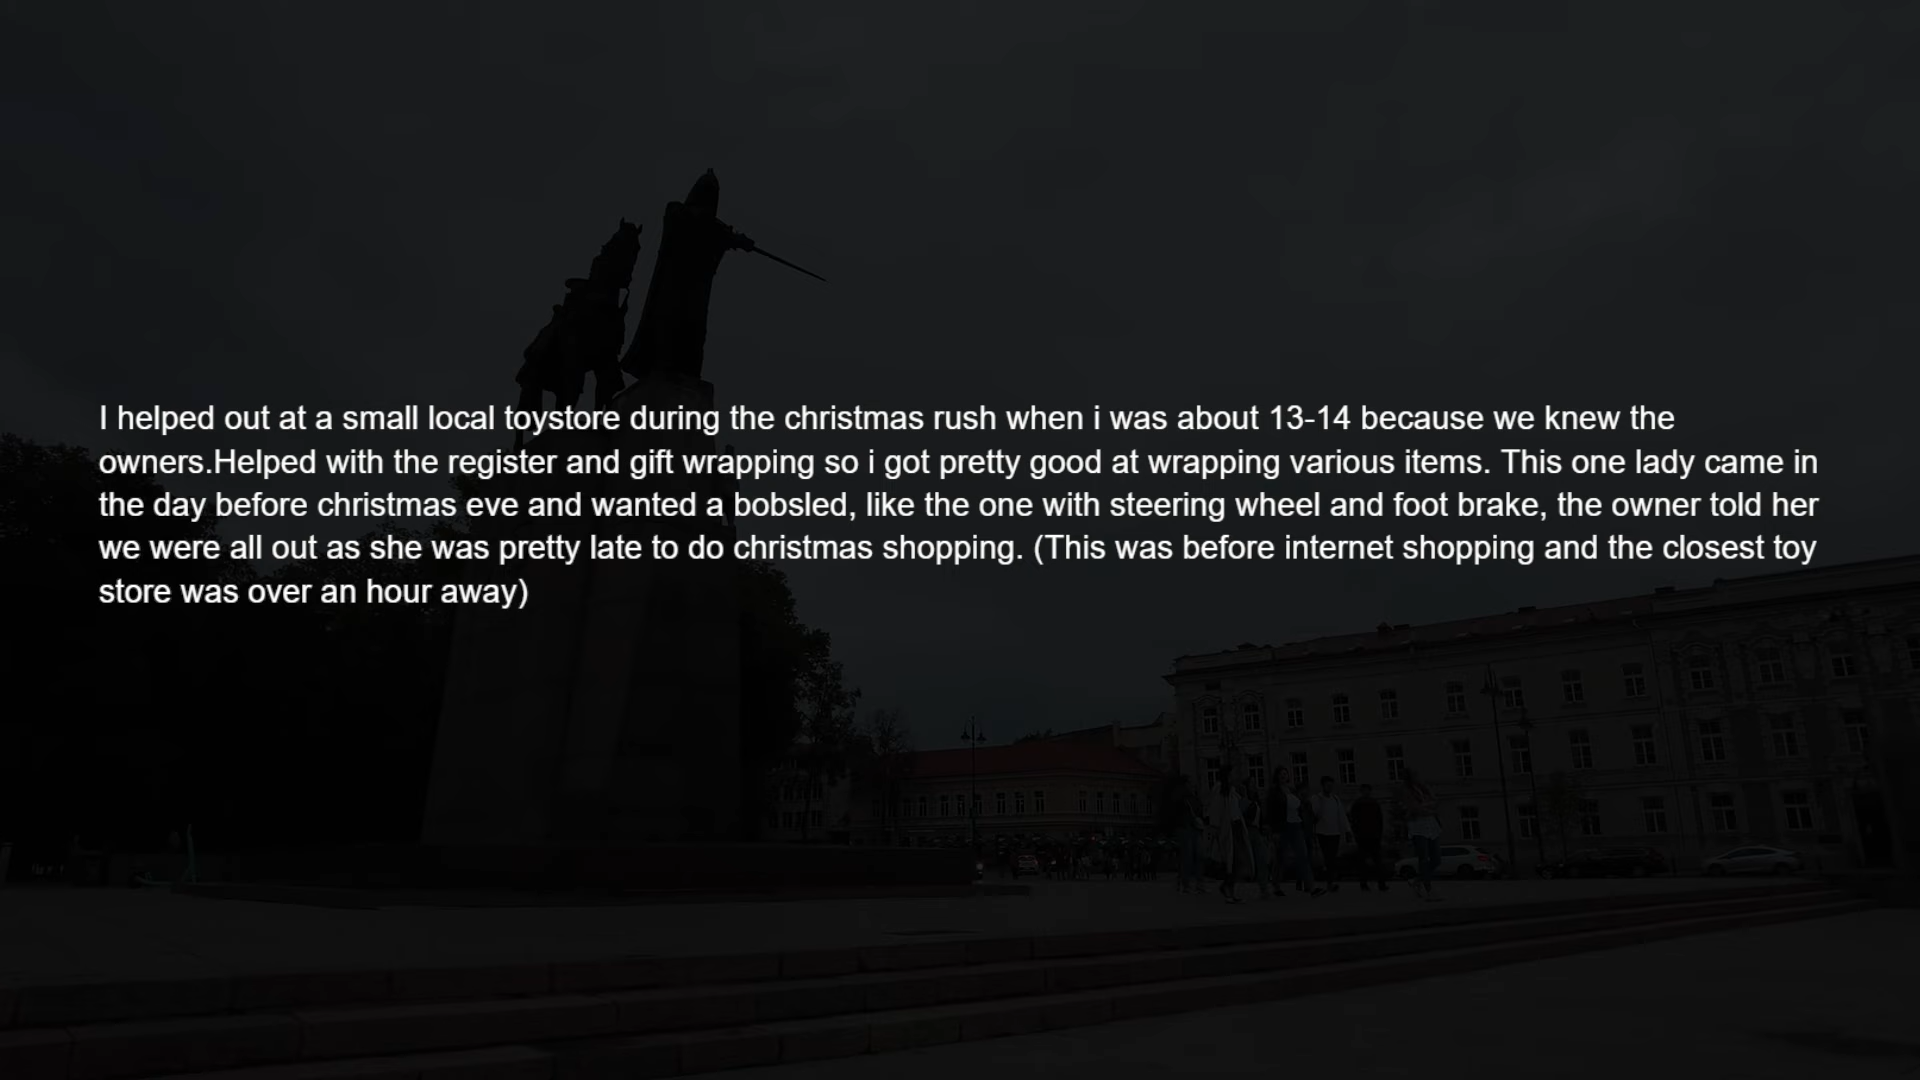 I helped out at a small local toystore during the christmas rush when i was about 13-14 because we knew the
owners.Helped with the register and gift wrapping so i got pretty good at wrapping various items. This one lady came in
the day before christmas eve and wanted a bobsled, like the one with steering wheel and foot brake, the owner told her
we were all out as she was pretty late to do christmas shopping. (This was before internet shopping and the closest toy
store was over an hour away)